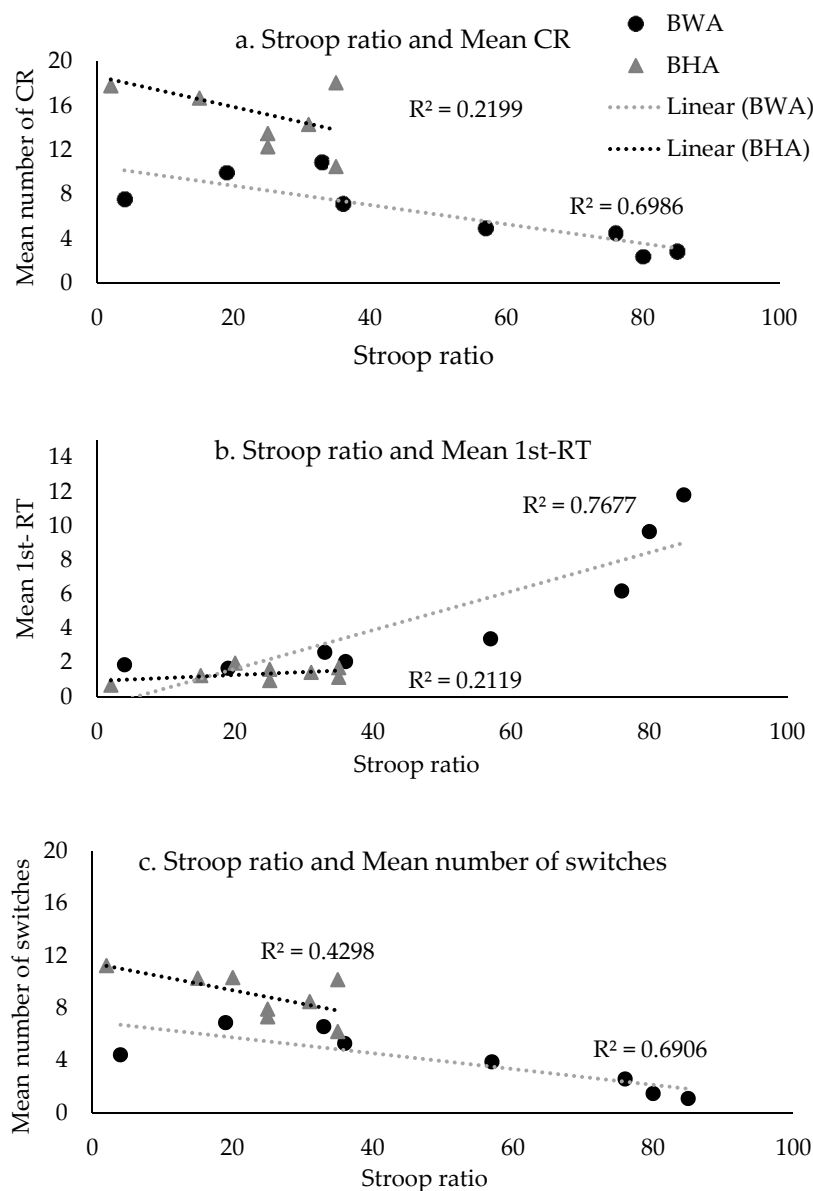 a. Stroop ratio and Mean CR
BWA
BHA
Linear (BWA)
Linear (BHA)
R² = 0.2199
R² = 0.6986
Mean number of CR
20
16
12
8
4
0
0 20 40 60 80 100
Stroop ratio
b. Stroop ratio and Mean 1st-RT
R² = 0.7677
R² = 0.2119
Mean 1st- RT
14
12
10
8
6
4
2
0
0 20 40 60 80 100
Stroop ratio
c. Stroop ratio and Mean number of switches
R² = 0.4298
R² = 0.6906
Mean number of switches
20
16
12
8
4
0
0 20 40 60 80 100
Stroop ratio